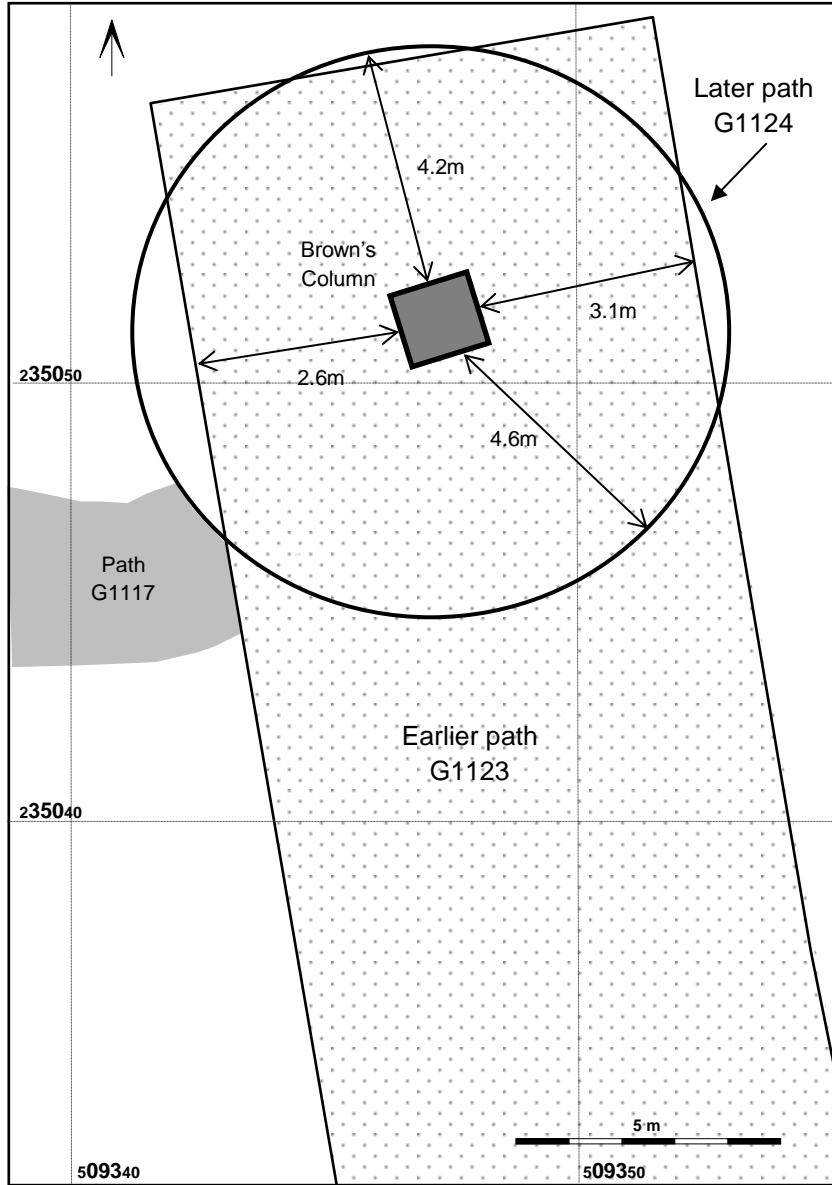 Later path
G1124
4.2m
Brown's
Column
3.1m
2.6m
235050
4.6m
Path
G1117
Earlier path
G1123
235040
5 m
509340
509350